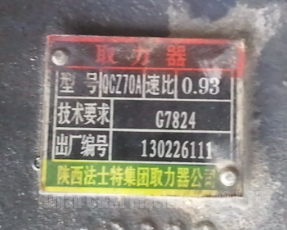 取力器
型号 QCZ70A 速比 0.93
技术要求 G7824
出厂编号 130226111
陕西法士特集团取力器公司